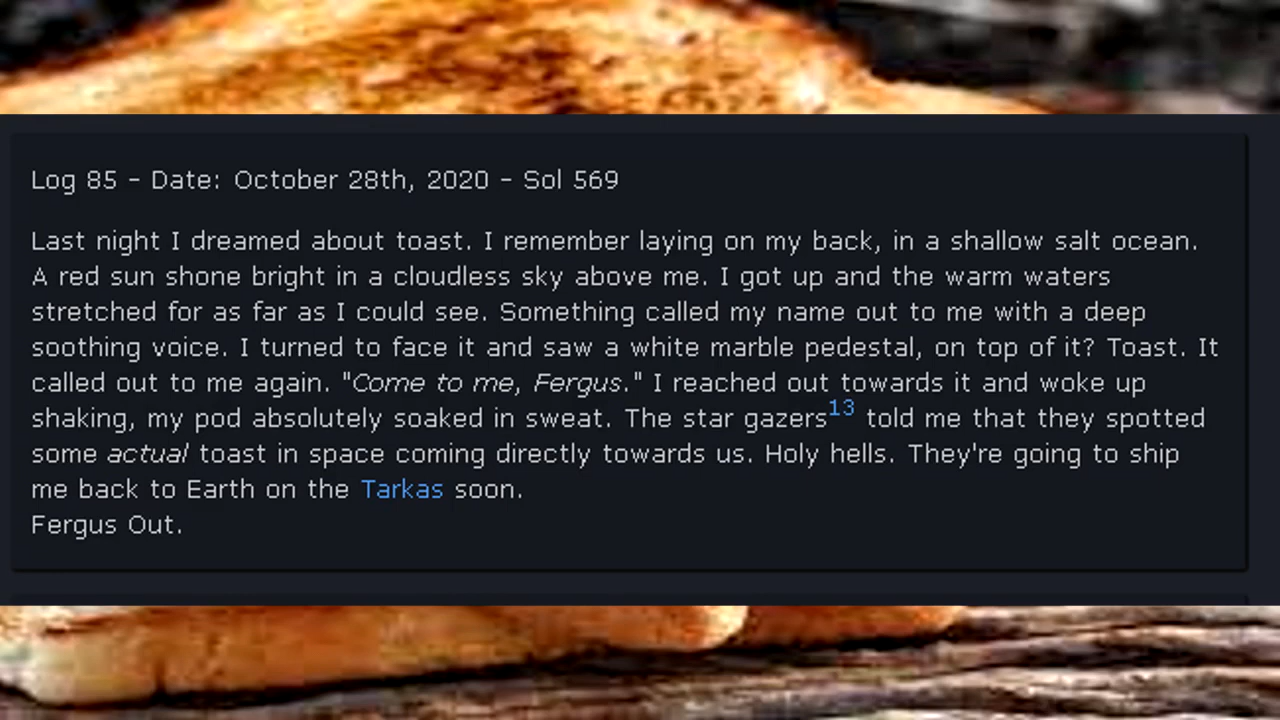 Log 85 – Date: October 28th, 2020 – Sol 569
Last night I dreamed about toast. I remember laying on my back, in a shallow salt ocean.
A red sun shone bright in a cloudless sky above me. I got up and the warm waters
stretched for as far as I could see. Something called my name out to me with a deep
soothing voice. I turned to face it and saw a white marble pedestal, on top of it? Toast. It
called out to me again. "Come to me, Fergus." I reached out towards it and woke up
shaking, my pod absolutely soaked in sweat. The star gazers13 told me that they spotted
some actual toast in space coming directly towards us. Holy hells. They're going to ship
me back to Earth on the Tarkas soon.
Fergus Out.